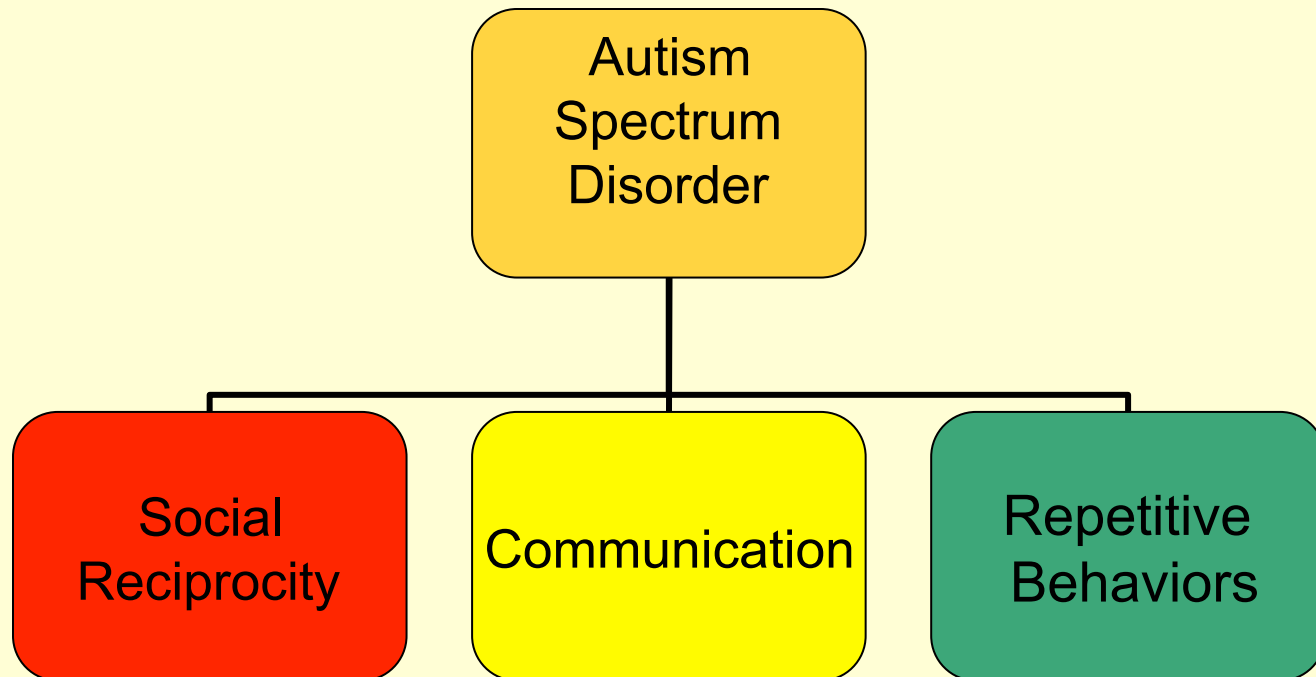 Autism
Spectrum
Disorder
Social
Reciprocity
Communication
Repetitive
Behaviors